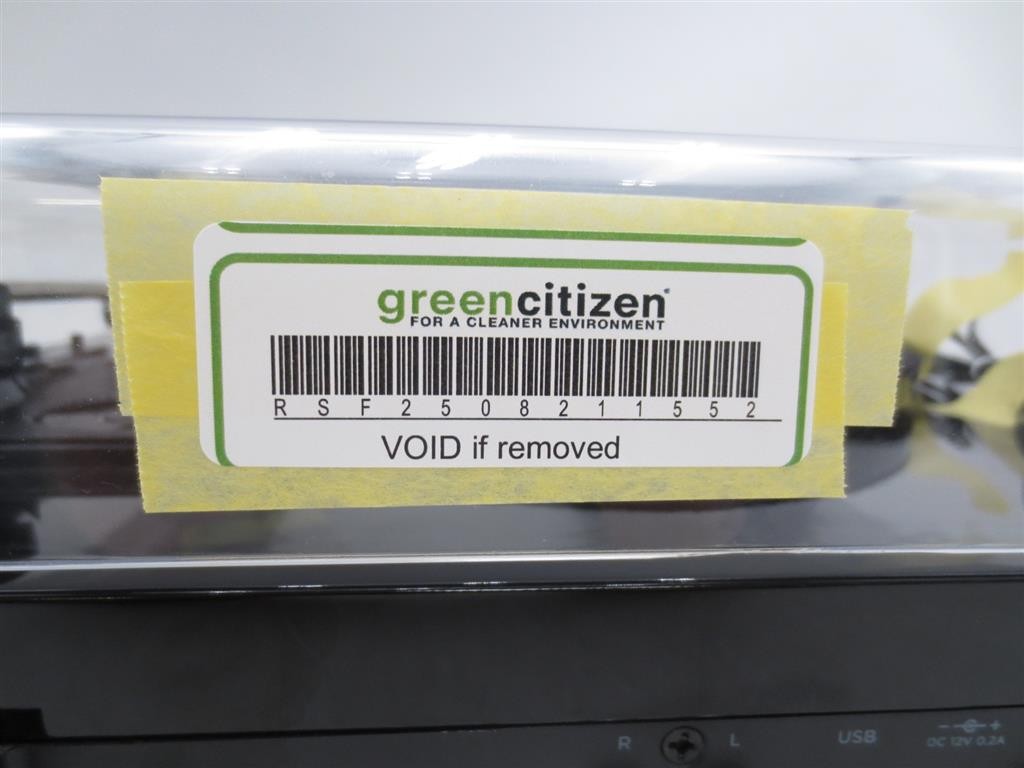 greencitizen
FOR A CLEANER ENVIRONMENT
RSF2508211552
VOID if removed
R L USB
DC 12V 0.2A